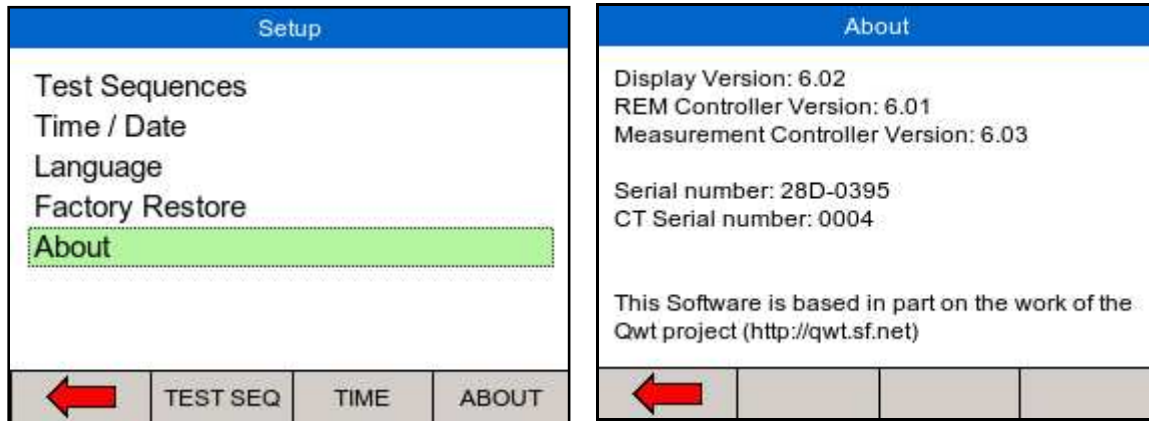 Setup
Test Sequences
Time / Date
Language
Factory Restore
About
TEST SEQ
TIME
ABOUT
About
Display Version: 6.02
REM Controller Version: 6.01
Measurement Controller Version: 6.03
Serial number: 28D-0395
CT Serial number: 0004
This Software is based in part on the work of the
Qwt project (http://qwt.sf.net)